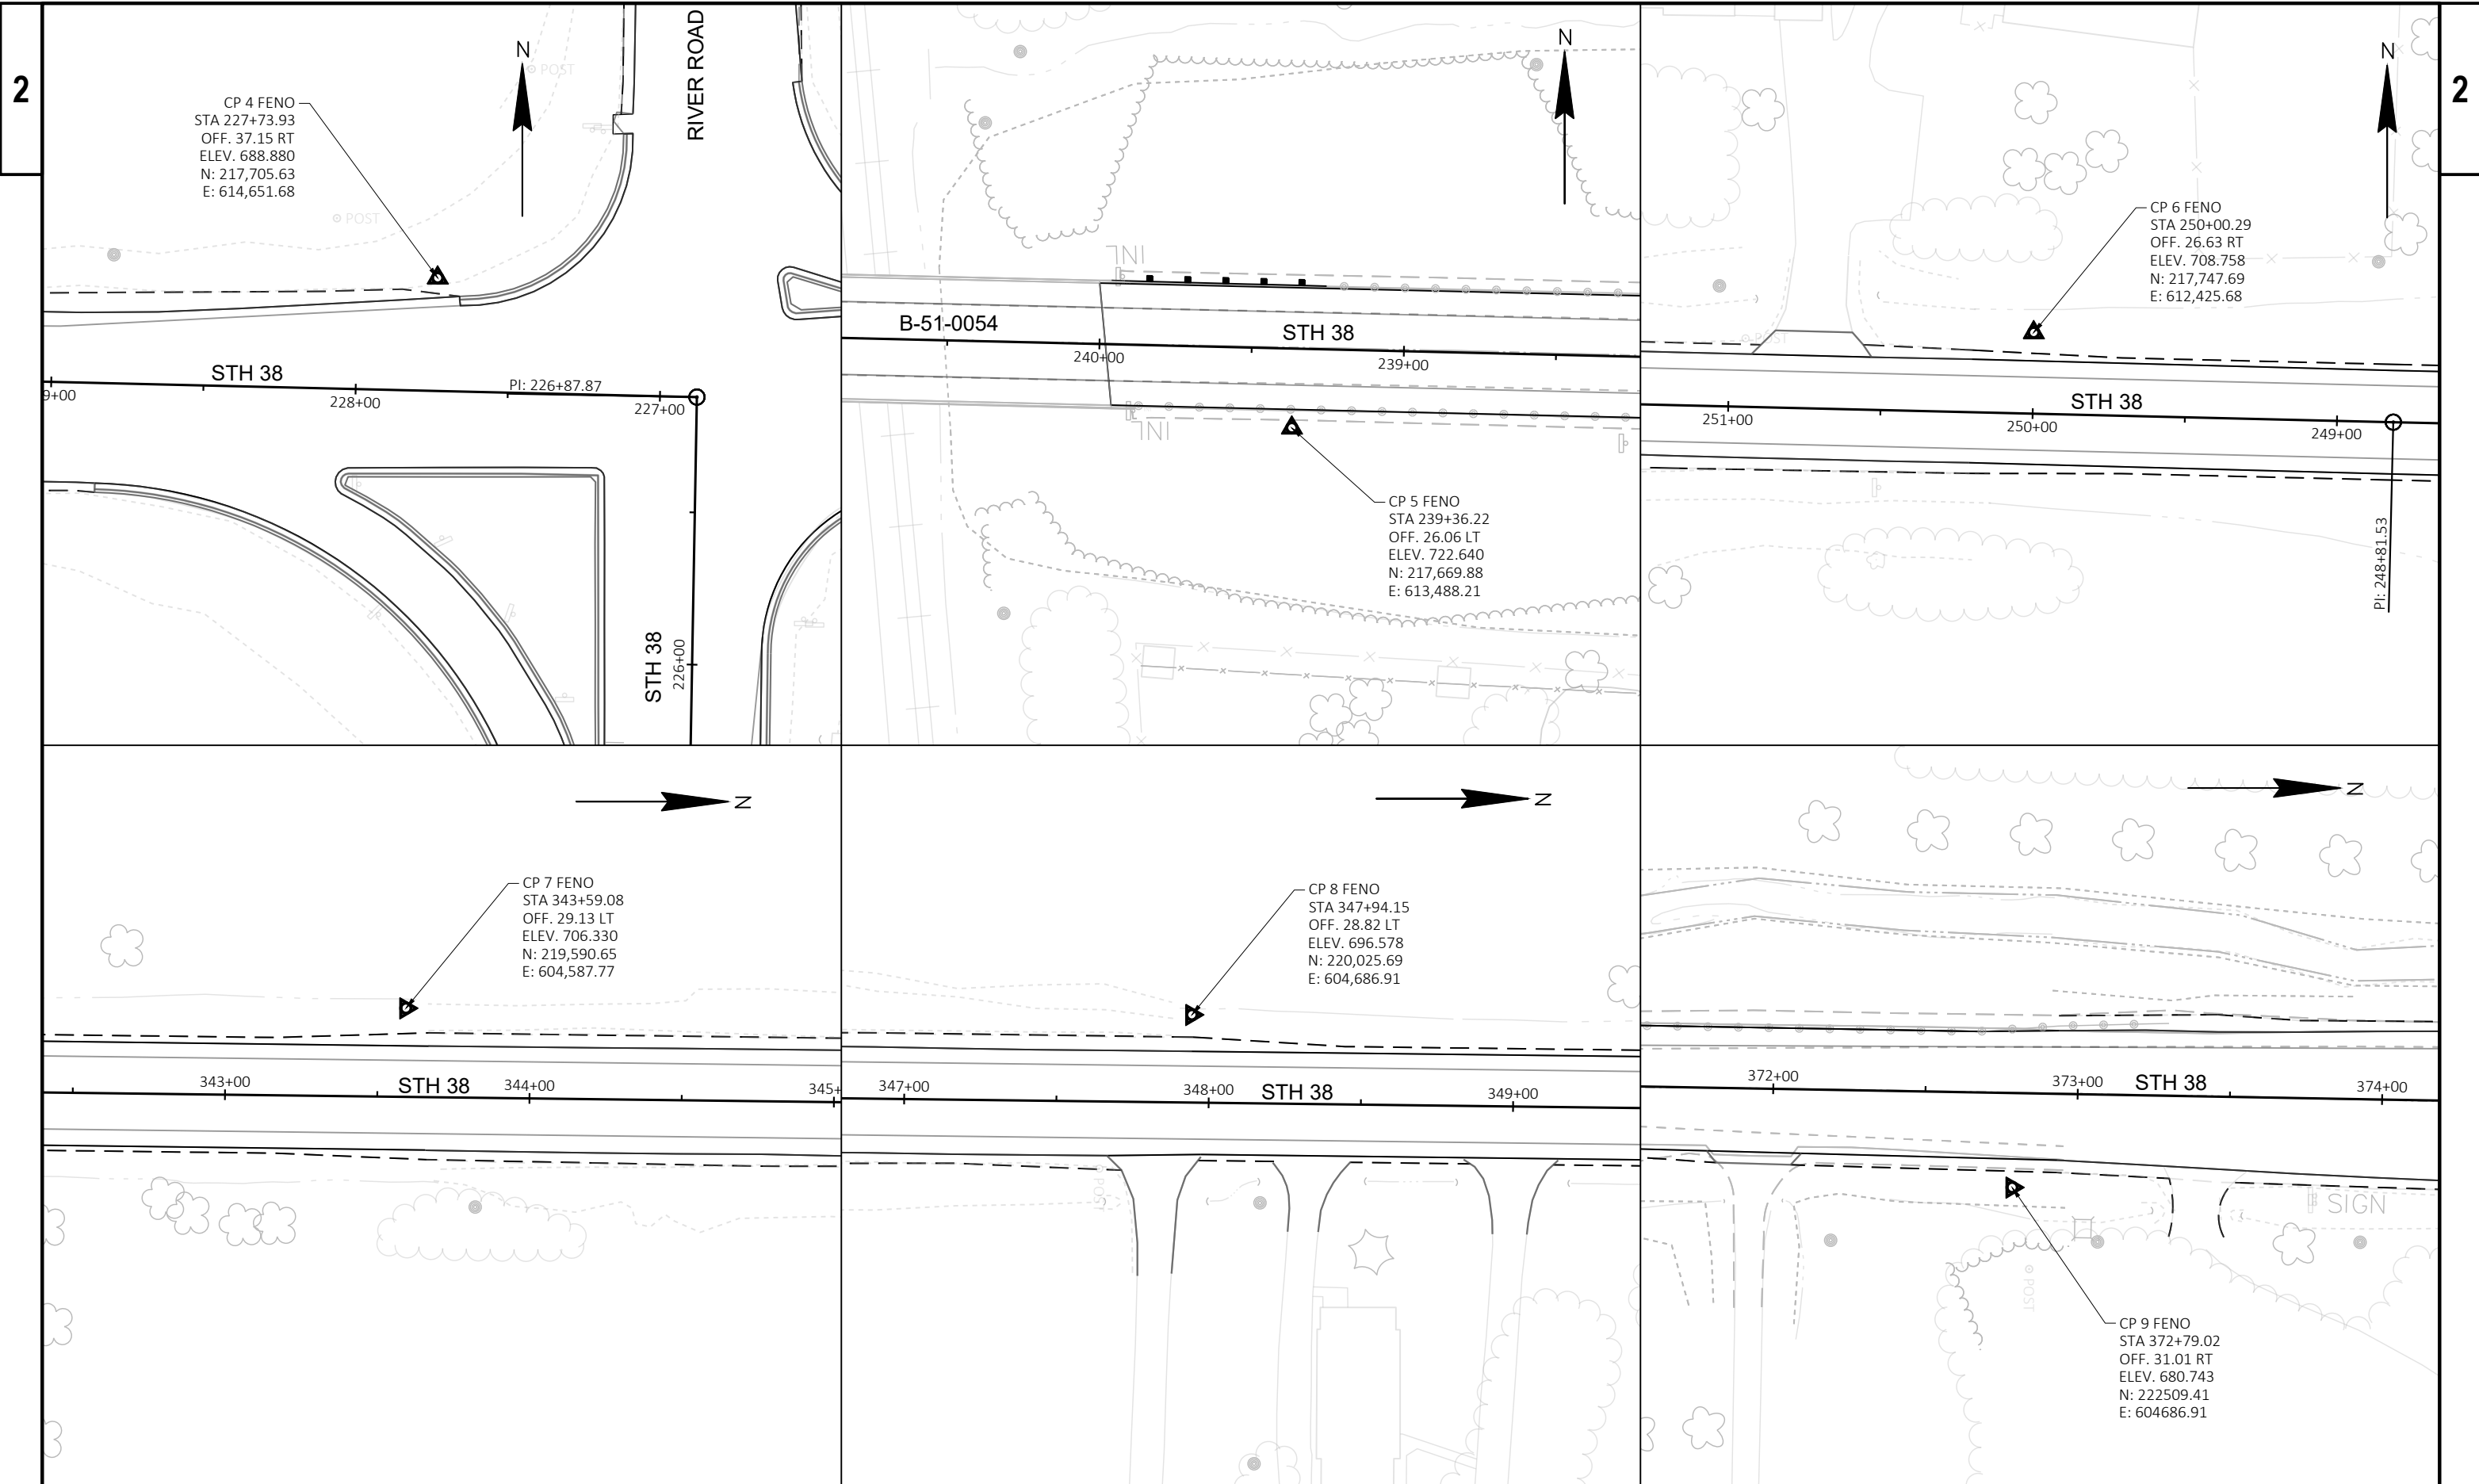 2
2
N
POST
RIVER ROAD
CP 4 FENO
STA 227+73.93
OFF. 37.15 RT
ELEV. 688.880
N: 217,705.63
E: 614,651.68
POST
STH 38
PI: 226+87.87
9+00
228+00
227+00
STH 38
226+00
N
INL
B-51-0054
STH 38
240+00
239+00
INL
CP 5 FENO
STA 239+36.22
OFF. 26.06 LT
ELEV. 722.640
N: 217,669.88
E: 613,488.21
N
CP 6 FENO
STA 250+00.29
OFF. 26.63 RT
ELEV. 708.758
N: 217,747.69
E: 612,425.68
POST
STH 38
251+00
250+00
249+00
PI: 248+81.53
N
CP 7 FENO
STA 343+59.08
OFF. 29.13 LT
ELEV. 706.330
N: 219,590.65
E: 604,587.77
343+00
STH 38
344+00
345+
N
CP 8 FENO
STA 347+94.15
OFF. 28.82 LT
ELEV. 696.578
N: 220,025.69
E: 604,686.91
347+00
348+00
STH 38
349+00
POST
N
372+00
373+00
STH 38
374+00
SIGN
POST
CP 9 FENO
STA 372+79.02
OFF. 31.01 RT
ELEV. 680.743
N: 222509.41
E: 604686.91